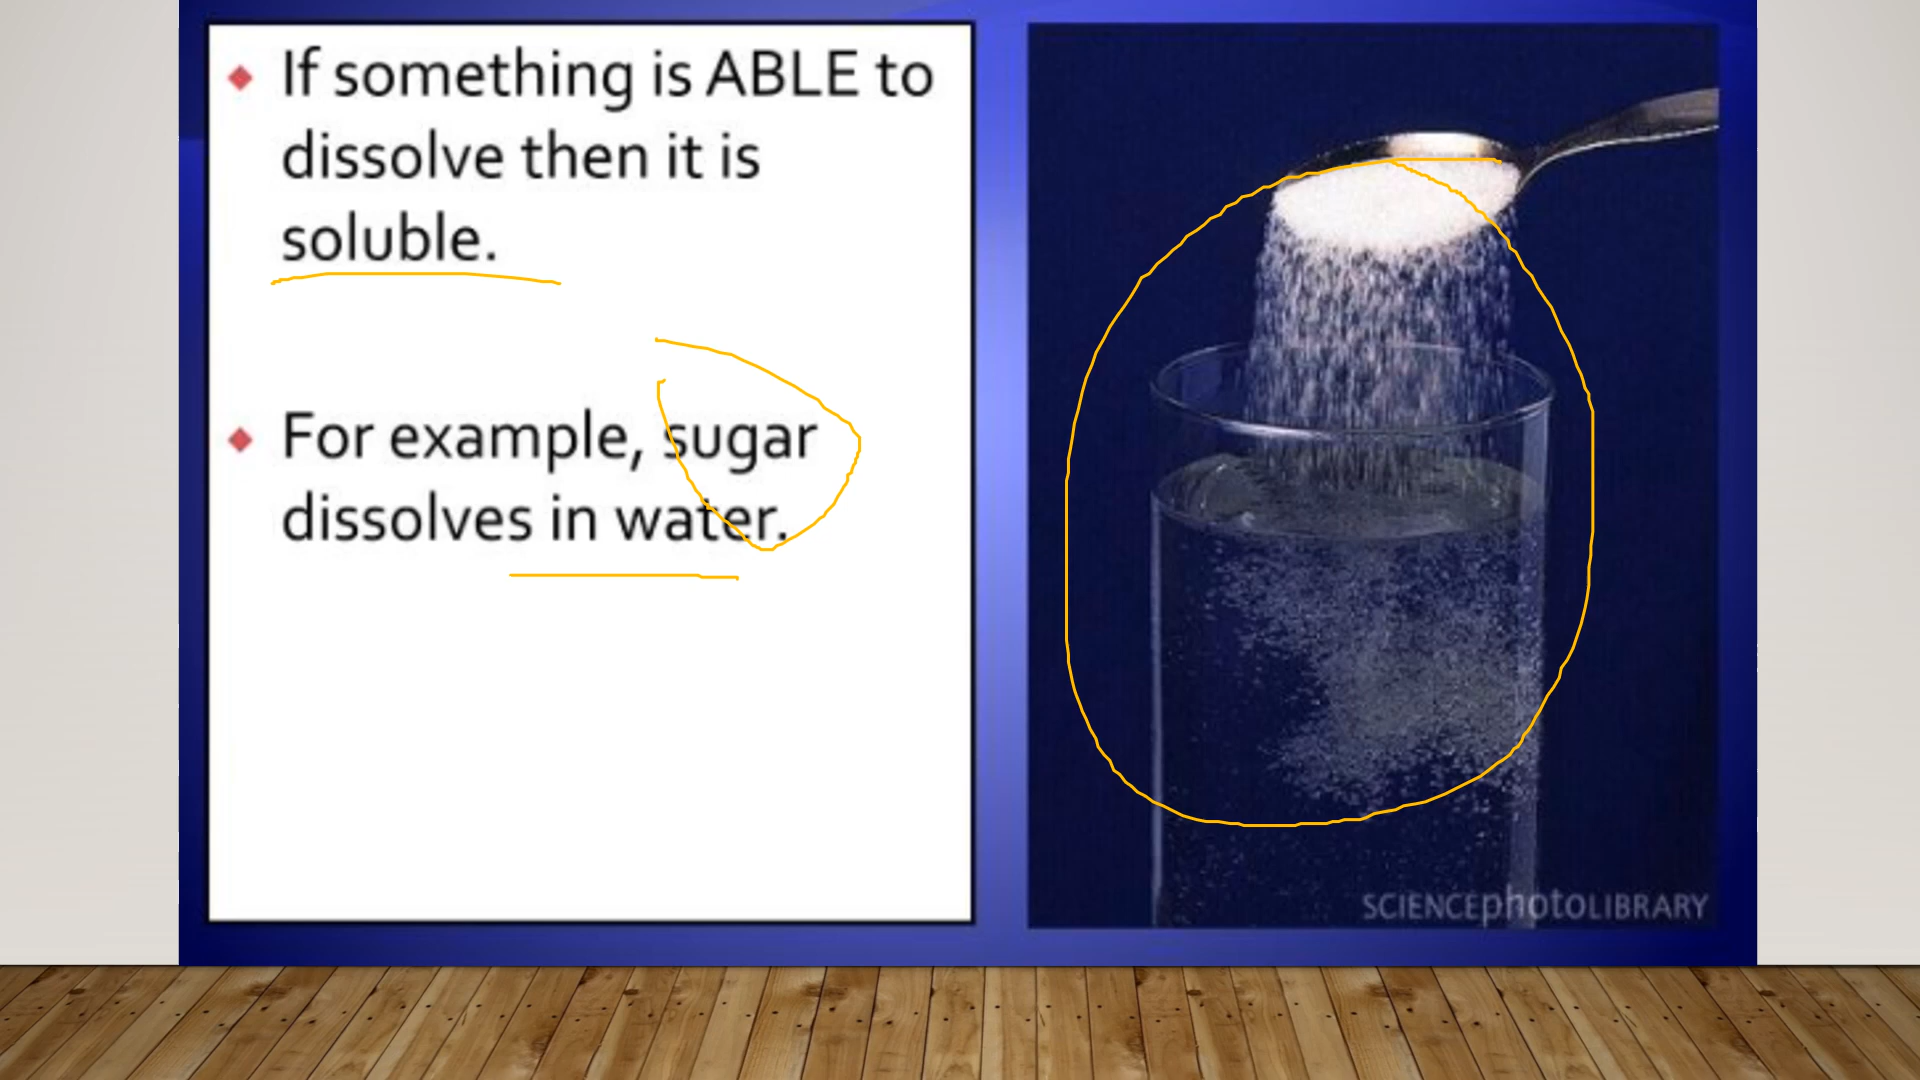 If something is ABLE to
dissolve then it is
soluble.
For example, sugar
dissolves in water.
SCIENCEphotoLIBRARY